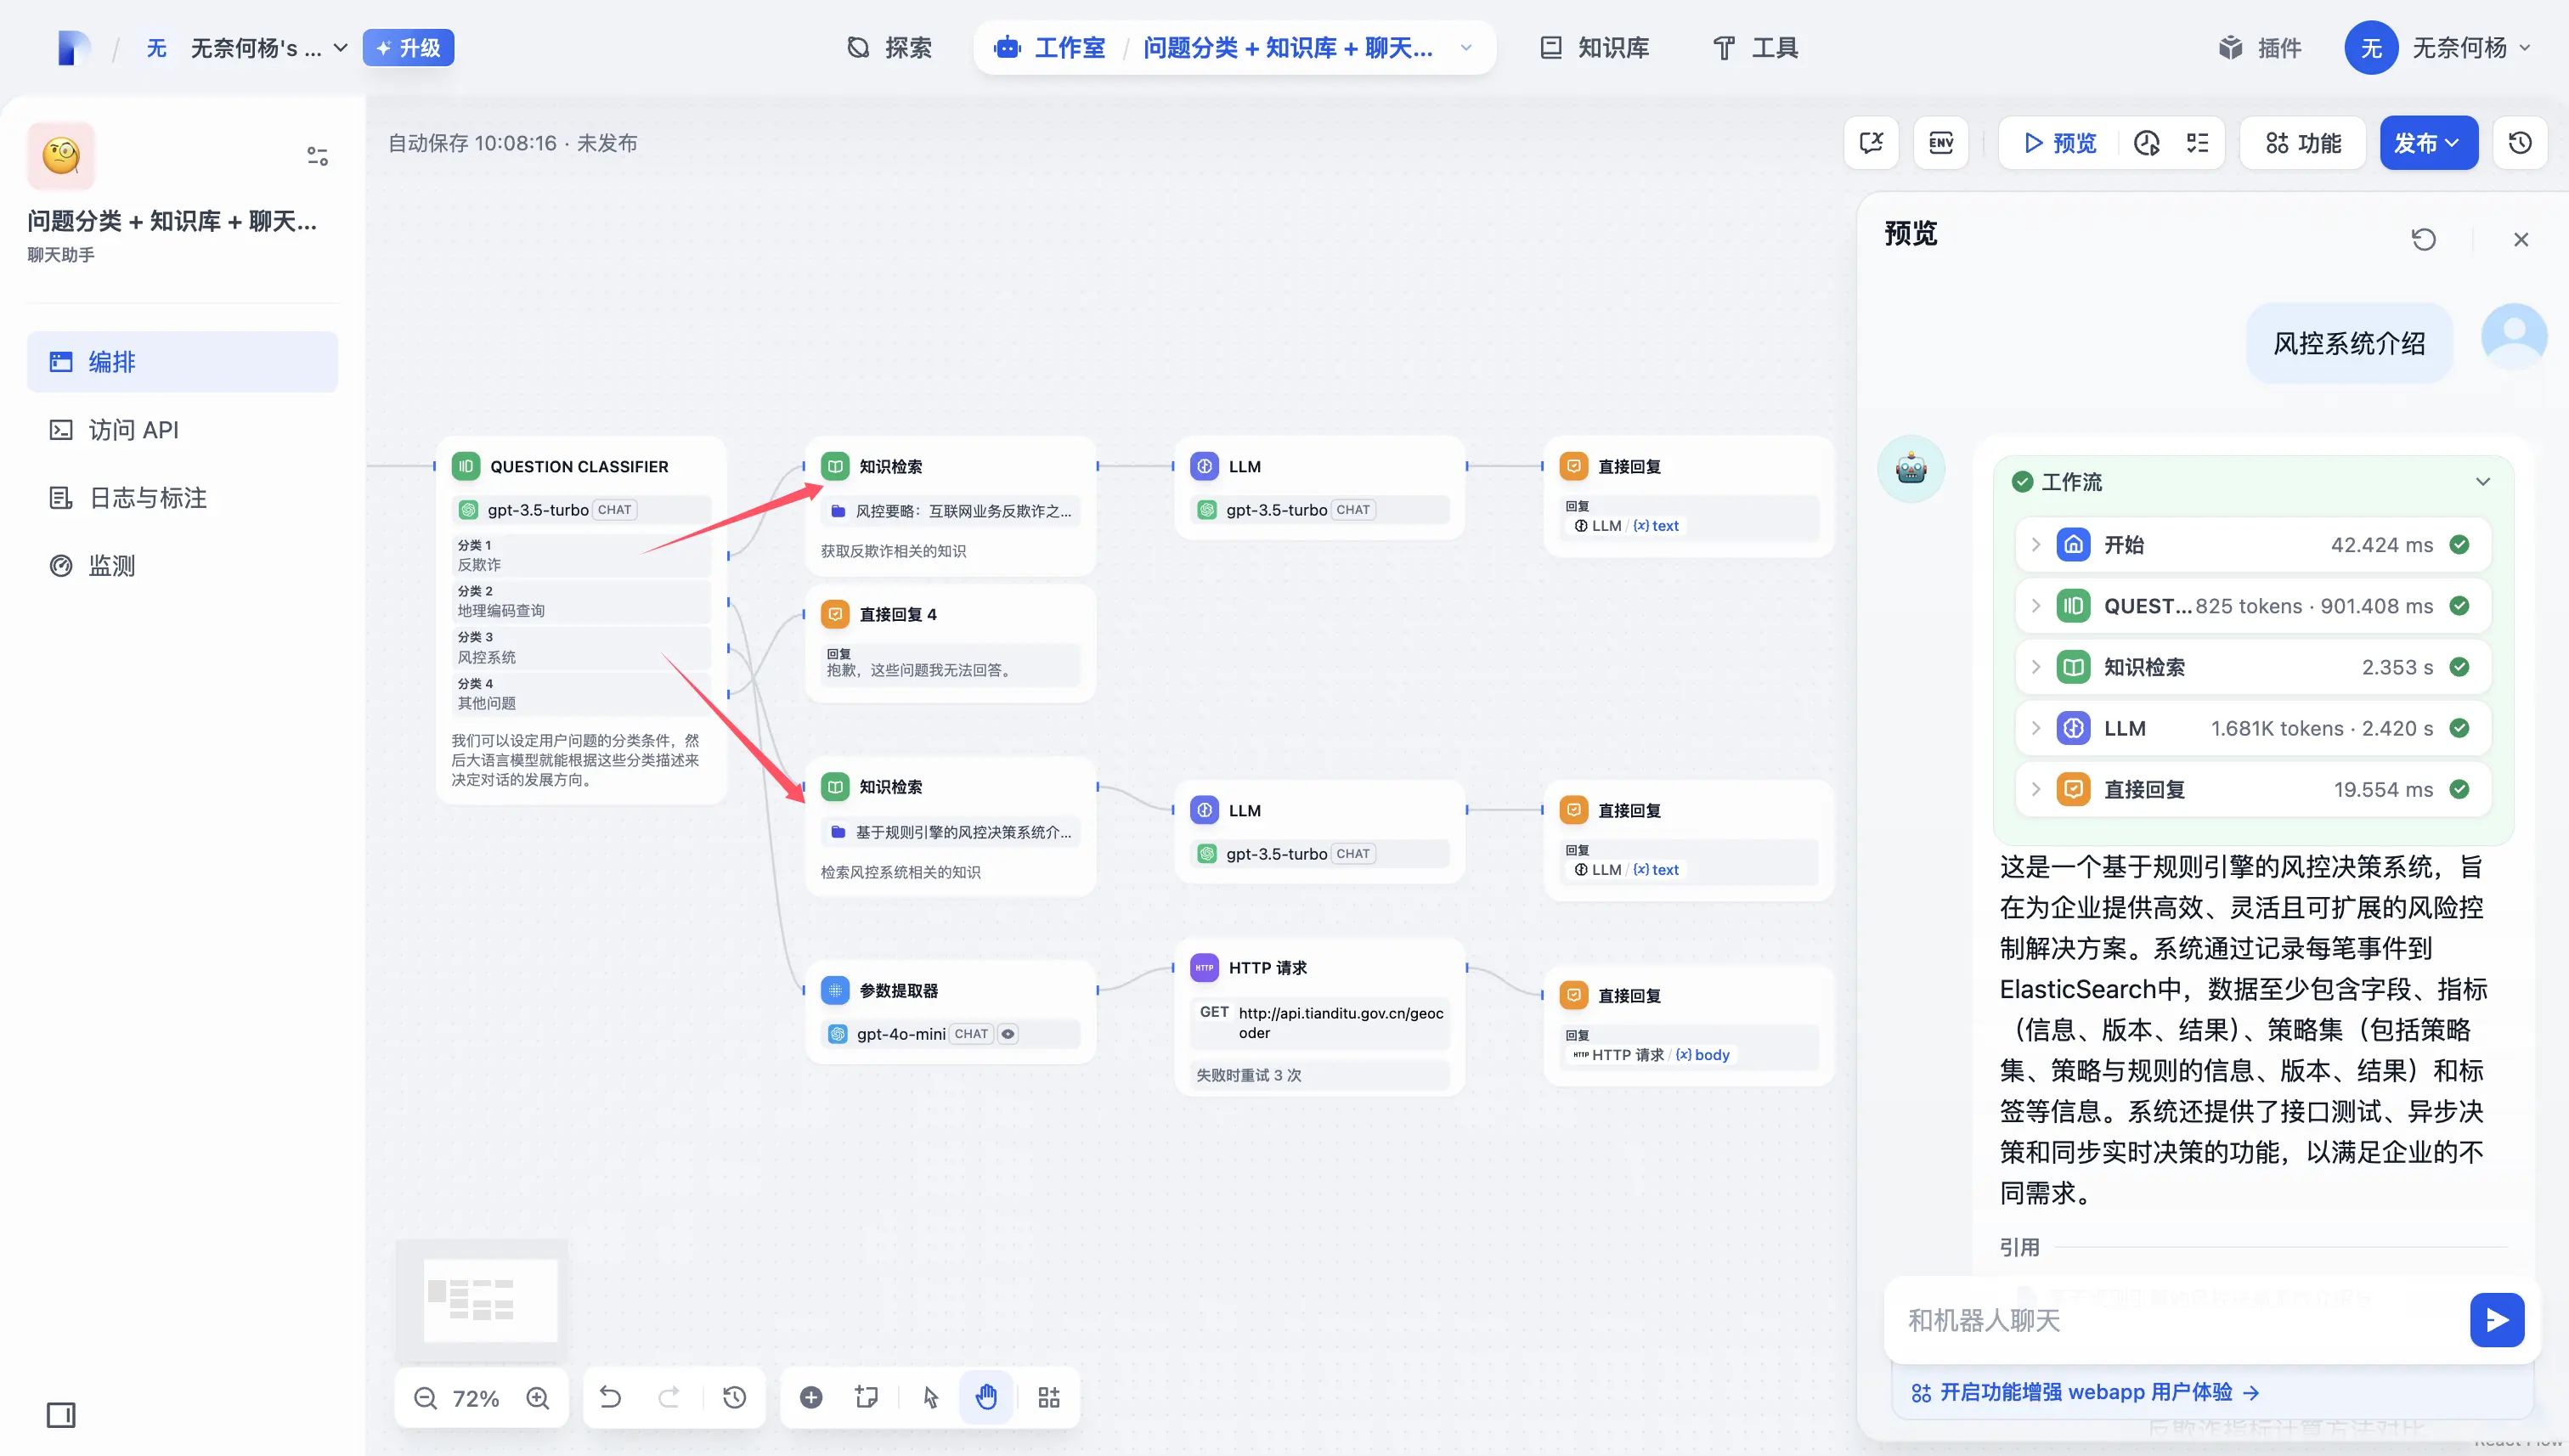 无 无奈何杨's ... 升级
探索
工作室 / 问题分类 + 知识库 + 聊天...
知识库
工具
插件
无 无奈何杨
问题分类 + 知识库 + 聊天...
聊天助手
编排
访问 API
日志与标注
监测
自动保存 10:08:16 · 未发布
ENV
预览
功能
发布
QUESTION CLASSIFIER
gpt-3.5-turbo CHAT
分类 1
反欺诈
分类 2
地理编码查询
分类 3
风控系统
分类 4
其他问题
我们可以设定用户问题的分类条件，然
后大语言模型就能根据这些分类描述来
决定对话的发展方向。
知识检索
风控要略：互联网业务反欺诈之...
获取反欺诈相关的知识
LLM
gpt-3.5-turbo CHAT
直接回复
回复
LLM / {x} text
直接回复 4
回复
抱歉，这些问题我无法回答。
知识检索
基于规则引擎的风控决策系统介...
检索风控系统相关的知识
LLM
gpt-3.5-turbo CHAT
直接回复
回复
LLM / {x} text
参数提取器
gpt-4o-mini CHAT
HTTP HTTP 请求
GET http://api.tianditu.gov.cn/geoc
oder
失败时重试 3 次
直接回复
回复
HTTP HTTP 请求 / {x} body
72%
预览
风控系统介绍
工作流
开始 42.424 ms
QUEST... 825 tokens · 901.408 ms
知识检索 2.353 s
LLM 1.681K tokens · 2.420 s
直接回复 19.554 ms
这是一个基于规则引擎的风控决策系统，旨
在为企业提供高效、灵活且可扩展的风险控
制解决方案。系统通过记录每笔事件到
ElasticSearch中，数据至少包含字段、指标
（信息、版本、结果）、策略集（包括策略
集、策略与规则的信息、版本、结果）和标
签等信息。系统还提供了接口测试、异步决
策和同步实时决策的功能，以满足企业的不
同需求。
引用
和机器人聊天
开启功能增强 webapp 用户体验 →
反欺诈指标计算方法对比
React Flow